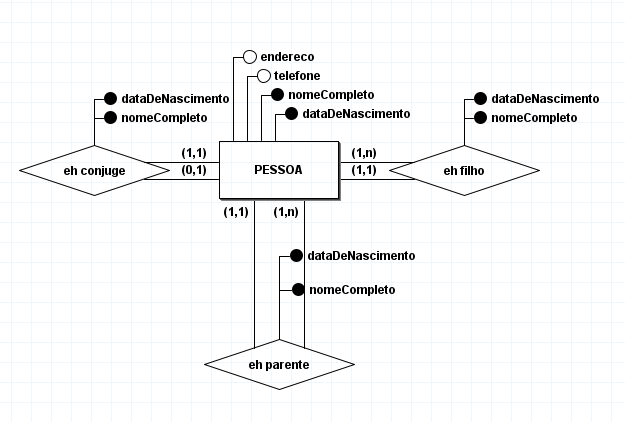 endereco
telefone
nomeCompleto
dataDeNascimento
dataDeNascimento
nomeCompleto
dataDeNascimento
nomeCompleto
(1,1)
(0,1)
eh conjuge
PESSOA
(1,n)
(1,1)
eh filho
(1,1)
(1,n)
dataDeNascimento
nomeCompleto
eh parente